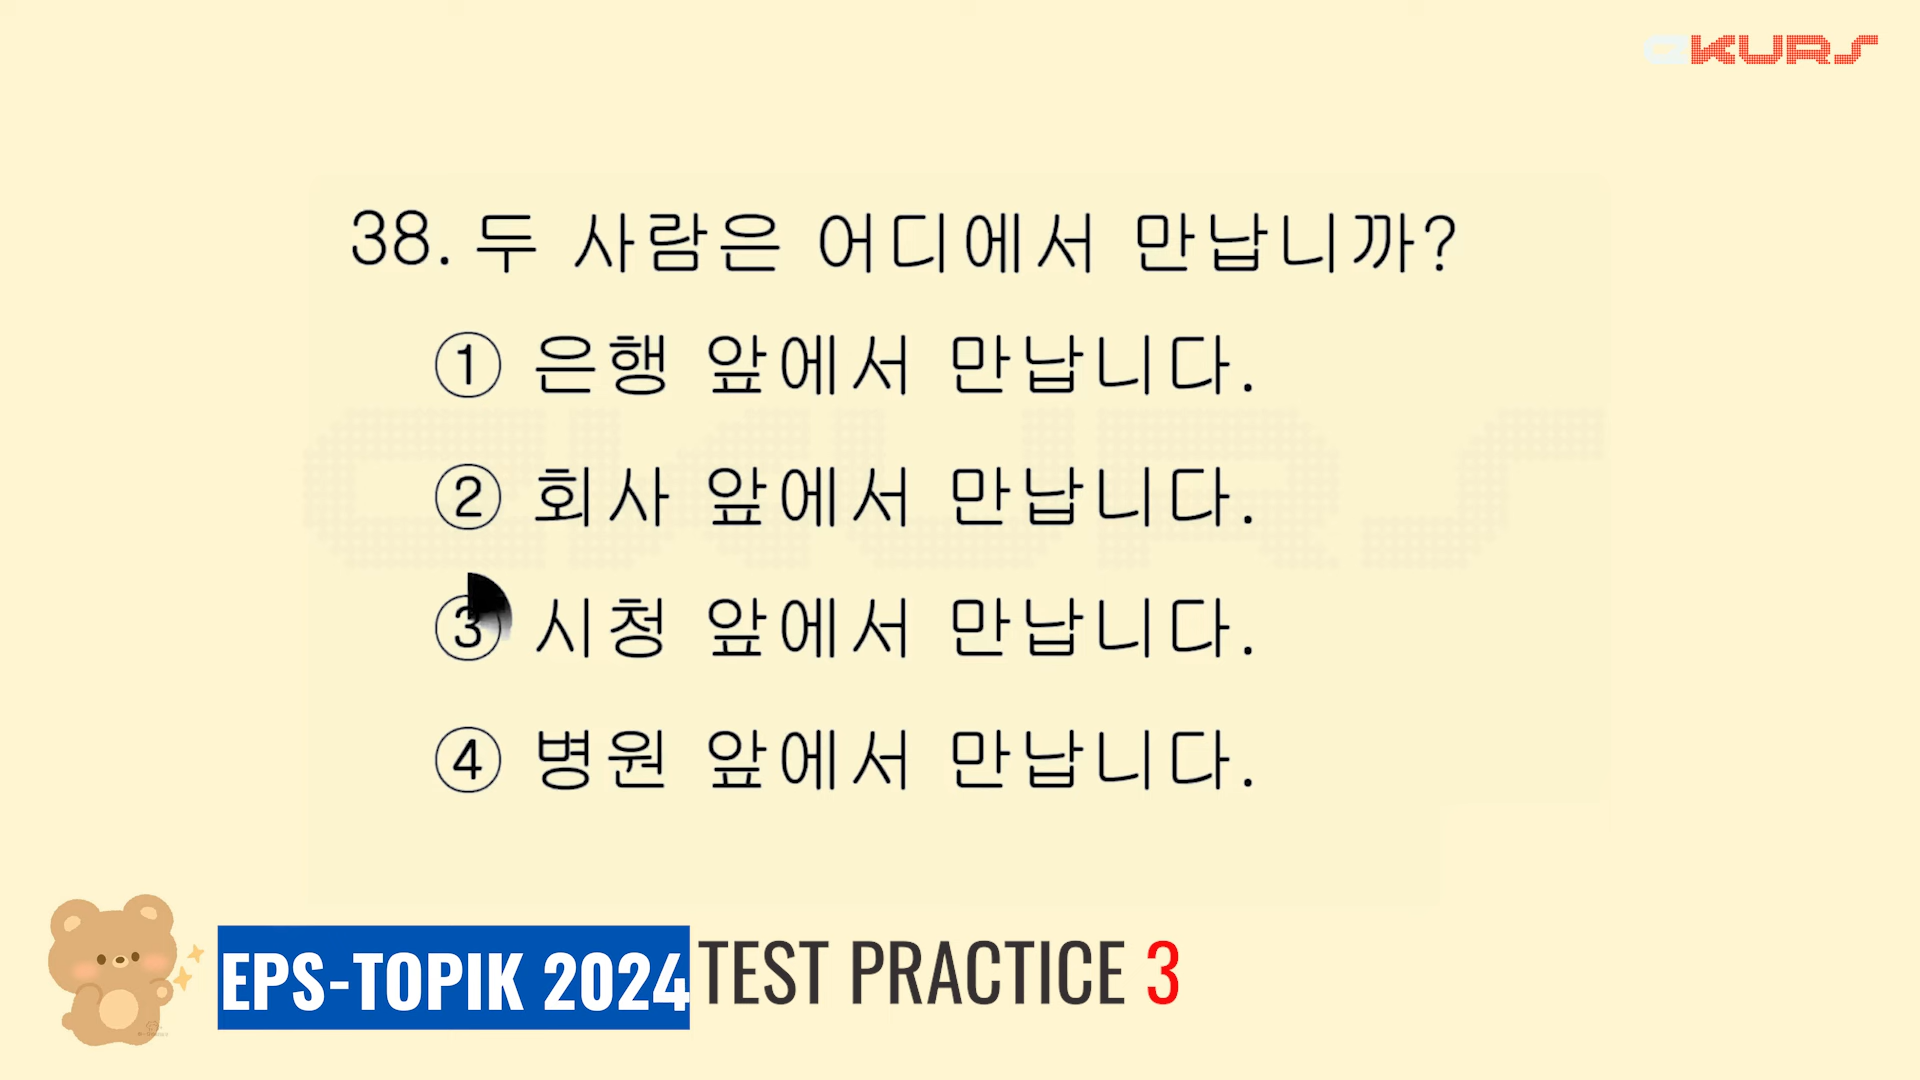 aKURS
38. 두 사람은 어디에서 만납니까?
① 은행 앞에서 만납니다.
② 회사 앞에서 만납니다.
③ 시청 앞에서 만납니다.
④ 병원 앞에서 만납니다.
EPS-TOPIK 2024 TEST PRACTICE 3